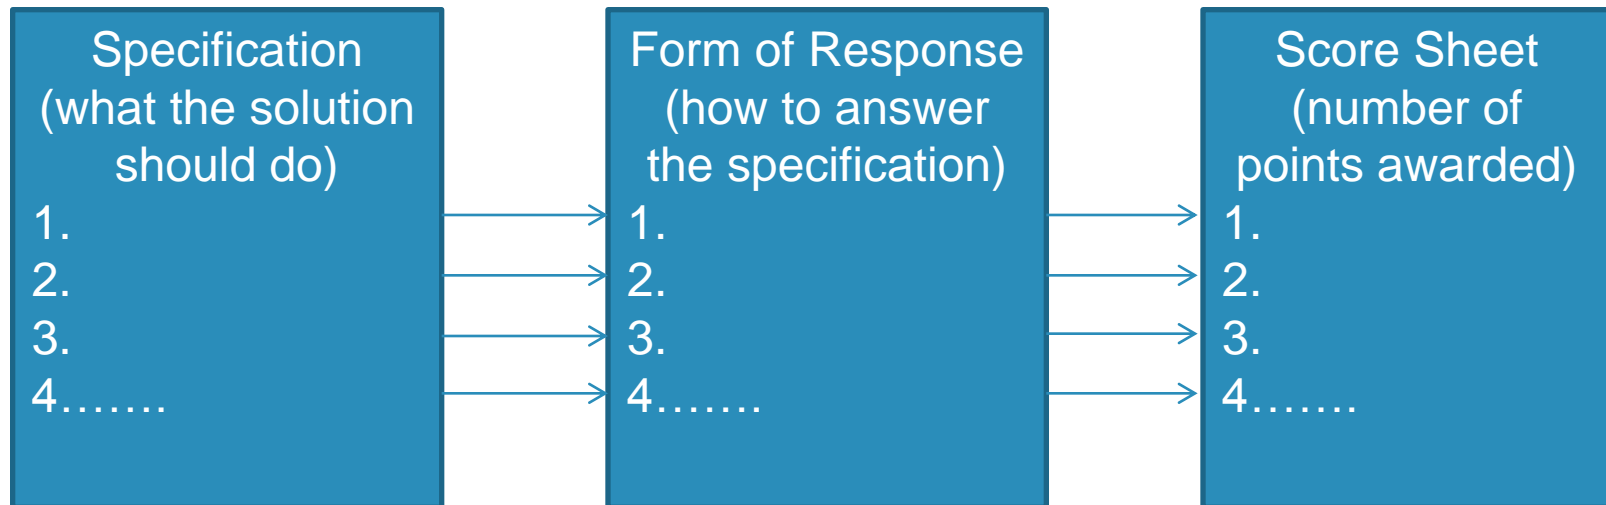 Specification
(what the solution
should do)
1.
2.
3.
4.......
Form of Response
(how to answer
the specification)
1.
2.
3.
4.......
Score Sheet
(number of
points awarded)
1.
2.
3.
4.......